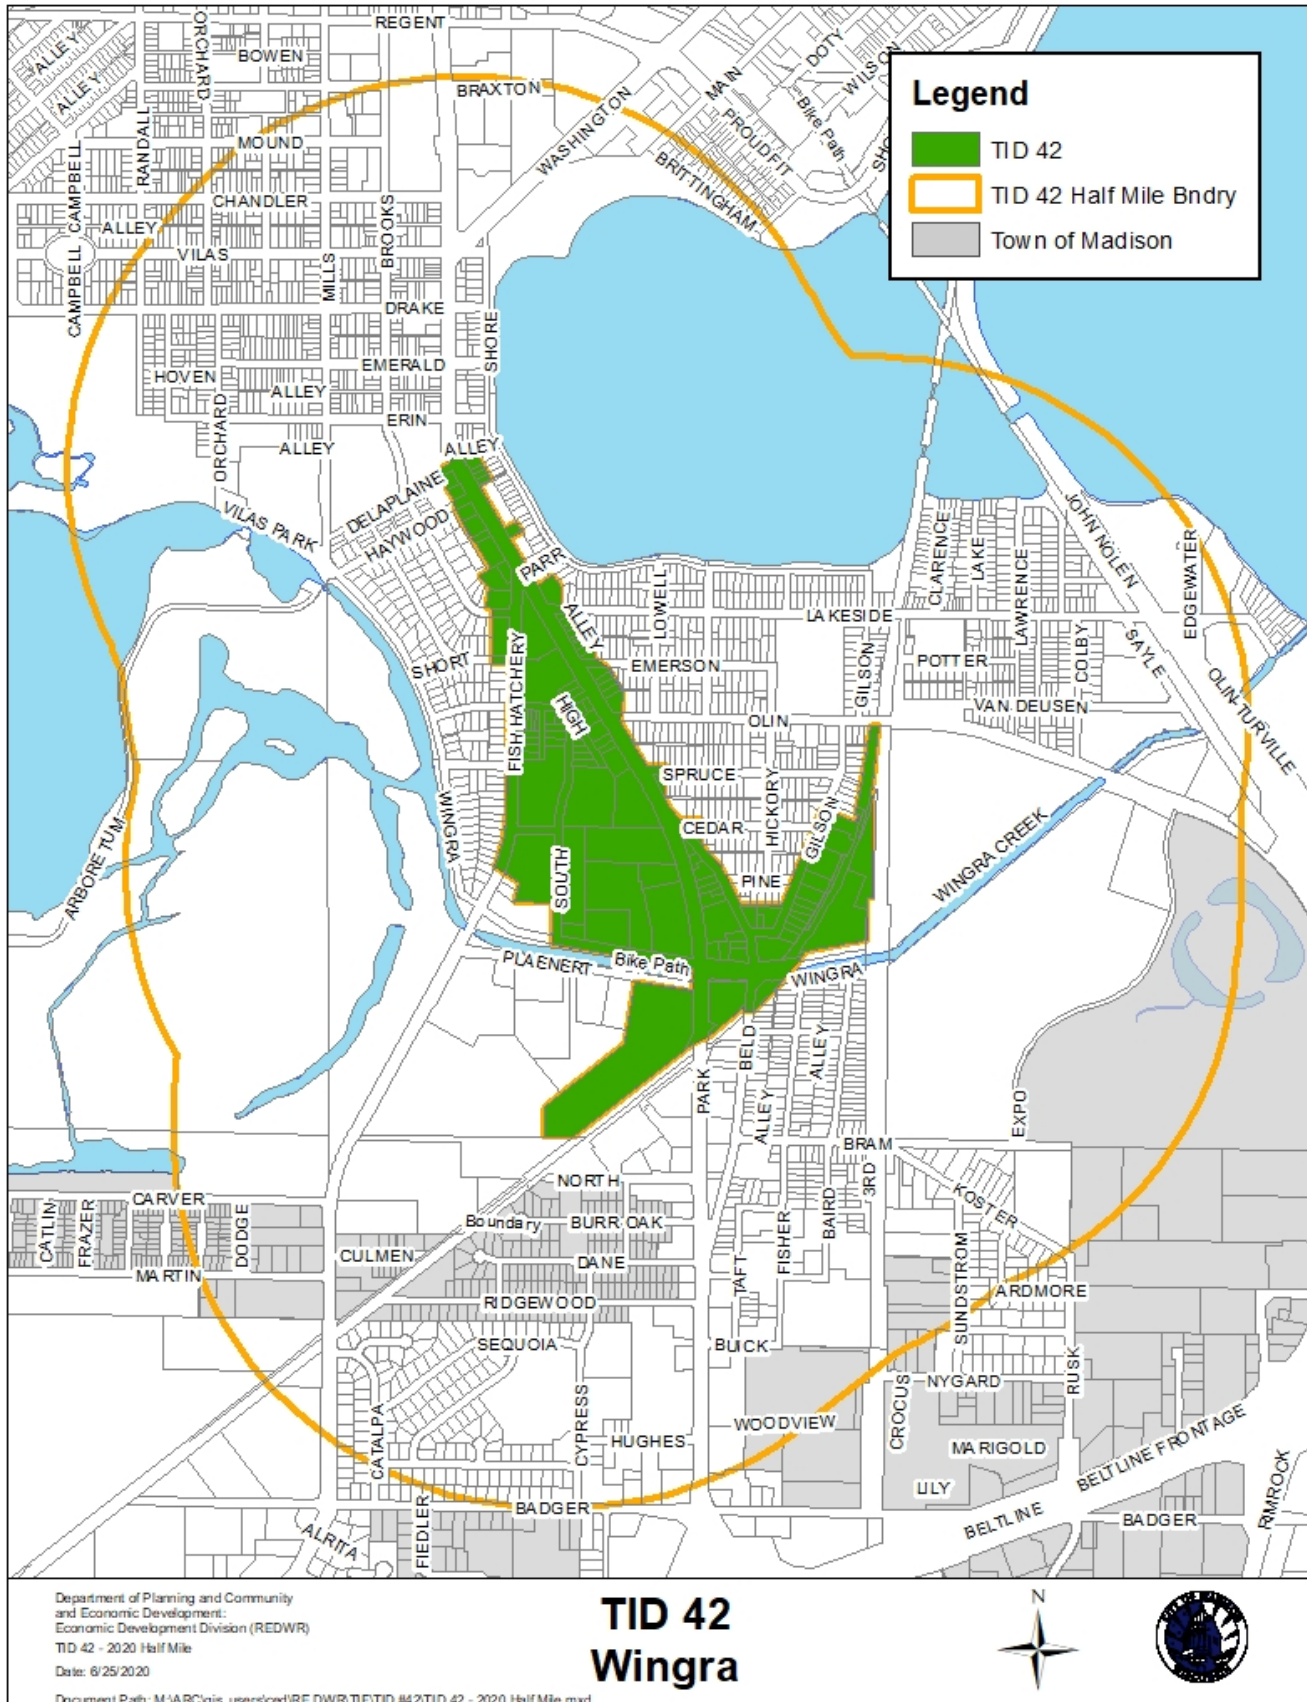 REGENT
ORCHARD
ALLEY
BOWEN
DOTY
WILSON
MAIN
ALLEY
BRAXTON
Legend
TID 42
TID 42 Half Mile Bndry
Town of Madison
WASHINGTON
Bike Path
PROUDFIT
RANDALL
MOUND
BRITTINGHAM
CAMPBELL
CHANDLER
ALLEY
BROOKS
VILAS
MILLS
CAMPBELL
DRAKE
SHORE
EMERALD
HOVEN
ALLEY
ORCHARD
ERIN
ALLEY
ALLEY
DELAPLAINE
VILAS PARK
HAYWOOD
PARR
JOHN NOLEN
CLARENCE
LAKE
LAWRENCE
EDGEWATER
LOWELL
ALLEY
LAKESIDE
COLBY
SAYLE
SHORT
FISH HATCHERY
EMERSON
GILSON
POTTER
OLIN-TURVILLE
HIGH
OLIN
VAN DEUSEN
SPRUCE
HICKORY
WINGRA
CEDAR
GILSON
ARBORETUM
SOUTH
PINE
WINGRA CREEK
PLAENERT
Bike Path
WINGRA
BELD
ALLEY
PARK
ALLEY
EXPO
BRAM
3RD
NORTH
KOSTER
CARVER
CATLIN
FRAZER
DODGE
Boundary
BURR OAK
FISHER
BAIRD
CULMEN
DANE
MARTIN
TAFT
SUNDSTROM
ARDMORE
RIDGEWOOD
SEQUOIA
BUICK
CROCUS
NYGARD
RUSK
CATALPA
CYPRESS
HUGHES
WOODVIEW
MARIGOLD
BELTLINE FRONTAGE
LILY
RIMROCK
BADGER
BELTLINE
BADGER
ALRITA
FIEDLER
Department of Planning and Community
and Economic Development:
Economic Development Division (REDWR)
TID 42 - 2020 Half Mile
Date: 6/25/2020
TID 42
Wingra
N